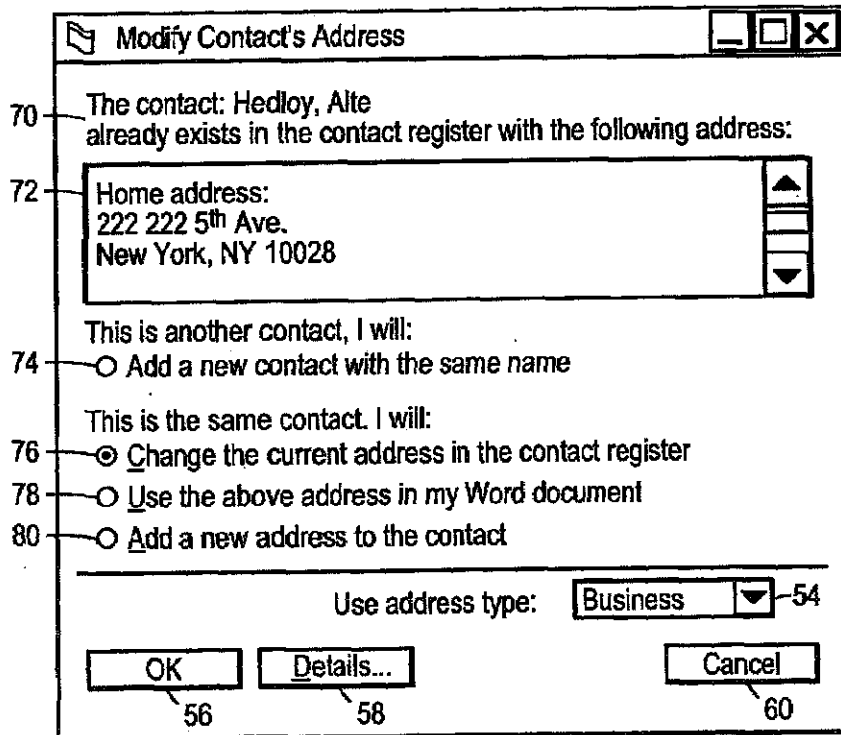 Modify Contact's Address
70 The contact: Hedloy, Alte
already exists in the contact register with the following address:
72 Home address:
222 222 5th Ave.
New York, NY 10028
This is another contact, I will:
74 Add a new contact with the same name
This is the same contact. I will:
76 Change the current address in the contact register
78 Use the above address in my Word document
80 Add a new address to the contact
Use address type: Business 54
OK Details... Cancel
56 58 60